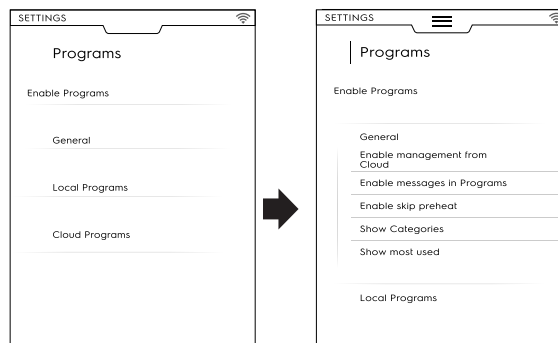 SETTINGS
Programs
Enable Programs
General
Local Programs
Cloud Programs
SETTINGS
Programs
Enable Programs
General
Enable management from
Cloud
Enable messages in Programs
Enable skip preheat
Show Categories
Show most used
Local Programs